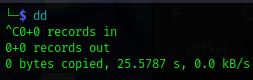 └─$ dd
^C0+0 records in
0+0 records out
0 bytes copied, 25.5787 s, 0.0 kB/s